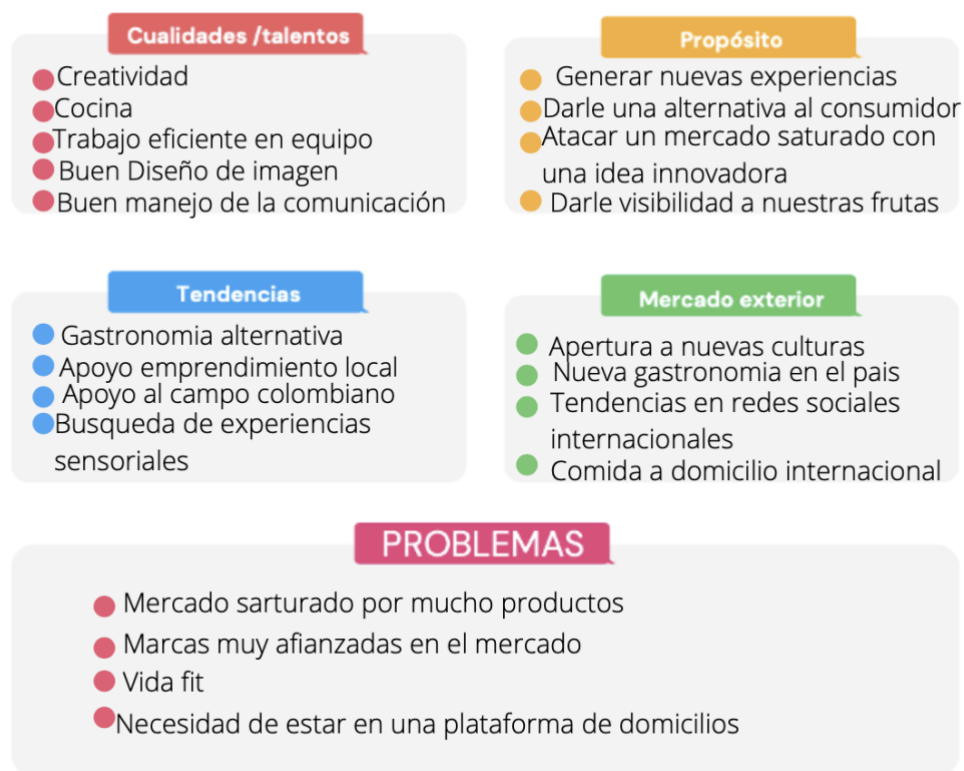 Cualidades /talentos
Creatividad
Cocina
Trabajo eficiente en equipo
Buen Diseño de imagen
Buen manejo de la comunicación
Propósito
Generar nuevas experiencias
Darle una alternativa al consumidor
Atacar un mercado saturado con
una idea innovadora
Darle visibilidad a nuestras frutas
Tendencias
Gastronomia alternativa
Apoyo emprendimiento local
Apoyo al campo colombiano
Busqueda de experiencias
sensoriales
Mercado exterior
Apertura a nuevas culturas
Nueva gastronomia en el pais
Tendencias en redes sociales
internacionales
Comida a domicilio internacional
PROBLEMAS
Mercado sarturado por mucho productos
Marcas muy afianzadas en el mercado
Vida fit
Necesidad de estar en una plataforma de domicilios